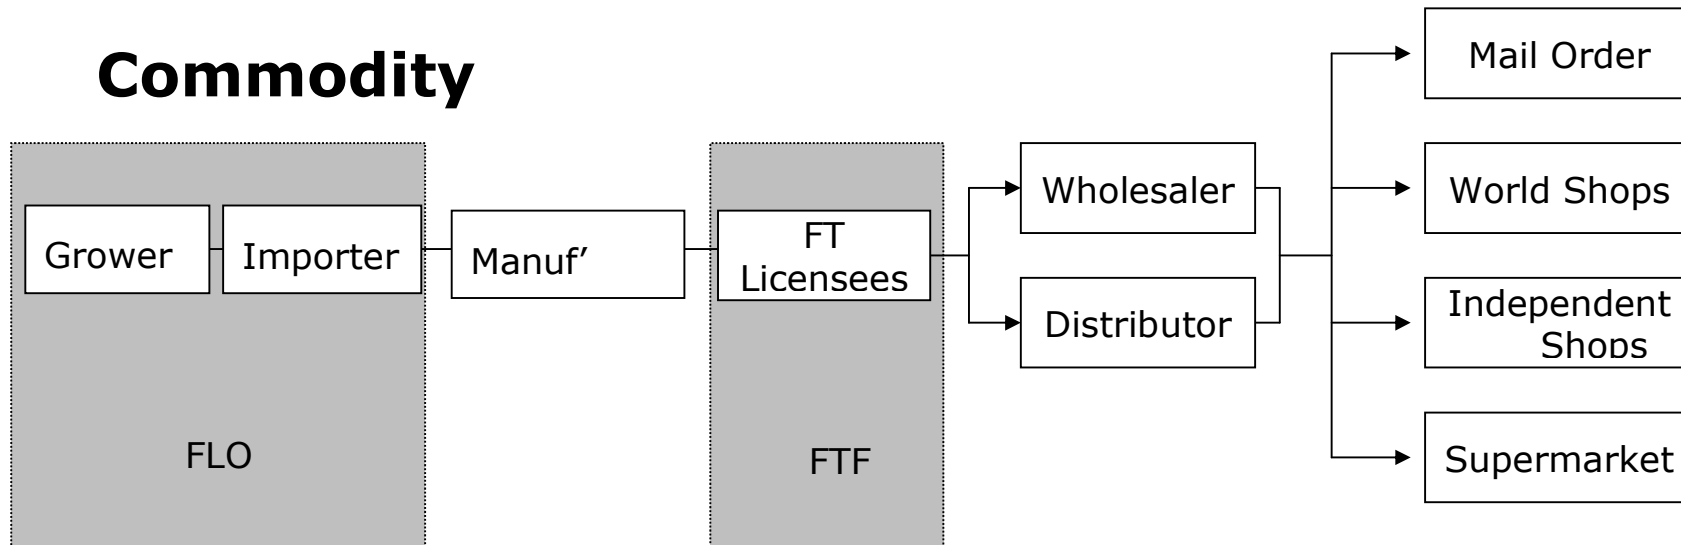 Commodity
Grower
Importer
Manuf’
FT
Licensees
Wholesaler
Distributor
Mail Order
World Shops
Independent
Shops
Supermarket
FLO
FTF